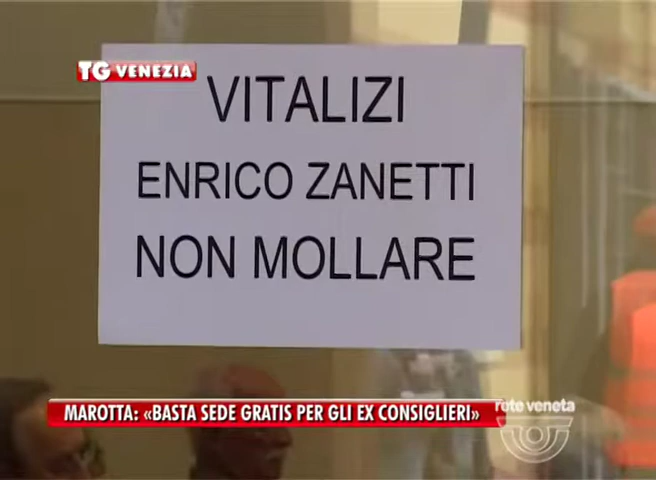 TG VENEZIA
VITALIZI
ENRICO ZANETTI
NON MOLLARE
MAROTTA: «BASTA SEDE GRATIS PER GLI EX CONSIGLIERI»
rete veneta